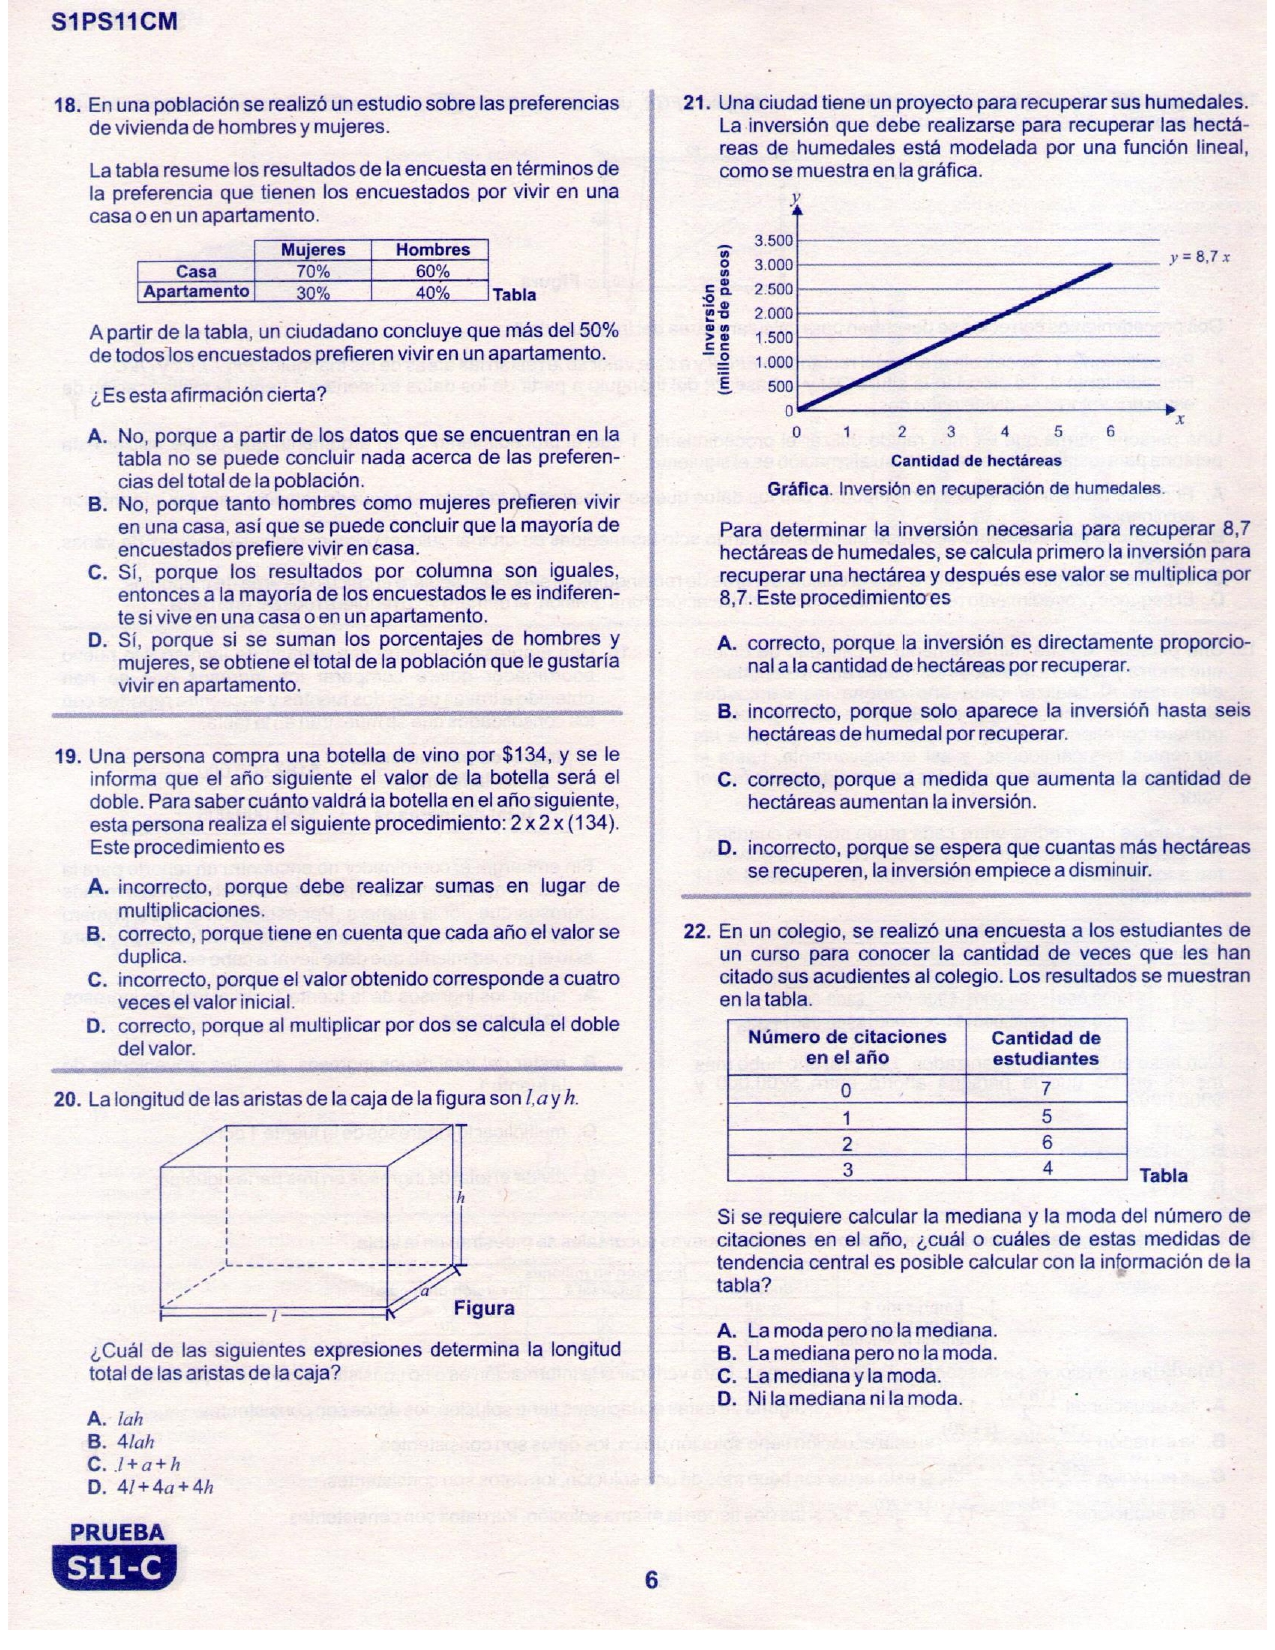 S1PS11CM
18. En una población se realizó un estudio sobre las preferencias
de vivienda de hombres y mujeres.
La tabla resume los resultados de la encuesta en términos de
la preferencia que tienen los encuestados por vivir en una
casa o en un apartamento.
Mujeres Hombres
Casa 70% 60%
Apartamento 30% 40%
Tabla
A partir de la tabla, un ciudadano concluye que más del 50%
de todos los encuestados prefieren vivir en un apartamento.
¿Es esta afirmación cierta?
A. No, porque a partir de los datos que se encuentran en la
tabla no se puede concluir nada acerca de las preferen-
cias del total de la población.
B. No, porque tanto hombres como mujeres prefieren vivir
en una casa, así que se puede concluir que la mayoría de
encuestados prefiere vivir en casa.
C. Sí, porque los resultados por columna son iguales,
entonces a la mayoría de los encuestados le es indiferen-
te si vive en una casa o en un apartamento.
D. Sí, porque si se suman los porcentajes de hombres y
mujeres, se obtiene el total de la población que le gustaría
vivir en apartamento.
19. Una persona compra una botella de vino por $134, y se le
informa que el año siguiente el valor de la botella será el
doble. Para saber cuánto valdrá la botella en el año siguiente,
esta persona realiza el siguiente procedimiento: 2 x 2 x (134).
Este procedimiento es
A. incorrecto, porque debe realizar sumas en lugar de
multiplicaciones.
B. correcto, porque tiene en cuenta que cada año el valor se
duplica.
C. incorrecto, porque el valor obtenido corresponde a cuatro
veces el valor inicial.
D. correcto, porque al multiplicar por dos se calcula el doble
del valor.
20. La longitud de las aristas de la caja de la figura son l, a y h.
h
a
l
Figura
¿Cuál de las siguientes expresiones determina la longitud
total de las aristas de la caja?
A. lah
B. 4lah
C. l + a + h
D. 4l + 4a + 4h
PRUEBA
S11-C
21. Una ciudad tiene un proyecto para recuperar sus humedales.
La inversión que debe realizarse para recuperar las hectá-
reas de humedales está modelada por una función lineal,
como se muestra en la gráfica.
y
Inversión
(millones de pesos)
3.500
3.000
2.500
2.000
1.500
1.000
500
0
y = 8,7 x
0 1 2 3 4 5 6 x
Cantidad de hectáreas
Gráfica. Inversión en recuperación de humedales.
Para determinar la inversión necesaria para recuperar 8,7
hectáreas de humedales, se calcula primero la inversión para
recuperar una hectárea y después ese valor se multiplica por
8,7. Este procedimiento es
A. correcto, porque la inversión es directamente proporcio-
nal a la cantidad de hectáreas por recuperar.
B. incorrecto, porque solo aparece la inversión hasta seis
hectáreas de humedal por recuperar.
C. correcto, porque a medida que aumenta la cantidad de
hectáreas aumentan la inversión.
D. incorrecto, porque se espera que cuantas más hectáreas
se recuperen, la inversión empiece a disminuir.
22. En un colegio, se realizó una encuesta a los estudiantes de
un curso para conocer la cantidad de veces que les han
citado sus acudientes al colegio. Los resultados se muestran
en la tabla.
Número de citaciones Cantidad de
en el año estudiantes
0 7
1 5
2 6
3 4
Tabla
Si se requiere calcular la mediana y la moda del número de
citaciones en el año, ¿cuál o cuáles de estas medidas de
tendencia central es posible calcular con la información de la
tabla?
A. La moda pero no la mediana.
B. La mediana pero no la moda.
C. La mediana y la moda.
D. Ni la mediana ni la moda.
6